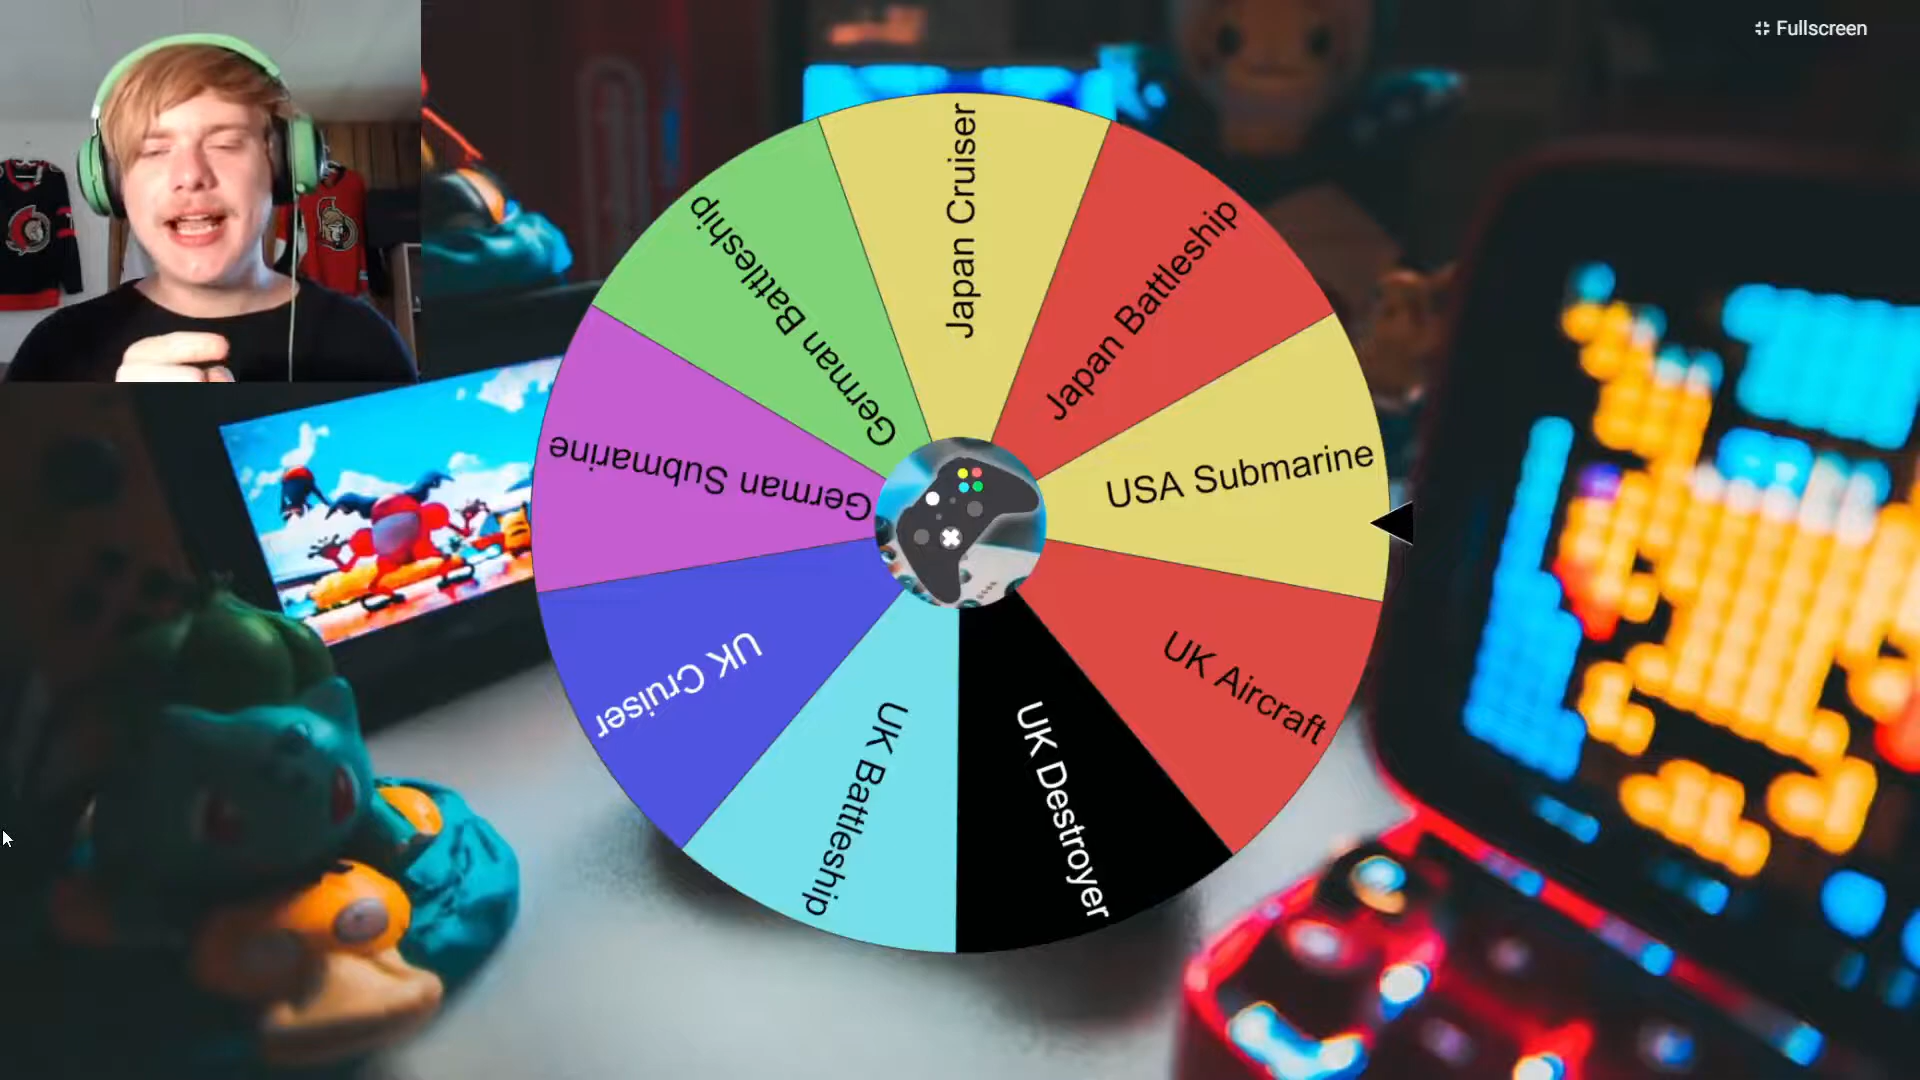 Fullscreen
Japan Cruiser
Japan Battleship
USA Submarine
UK Aircraft
UK Destroyer
UK Battleship
UK Cruiser
German Submarine
German Battleship